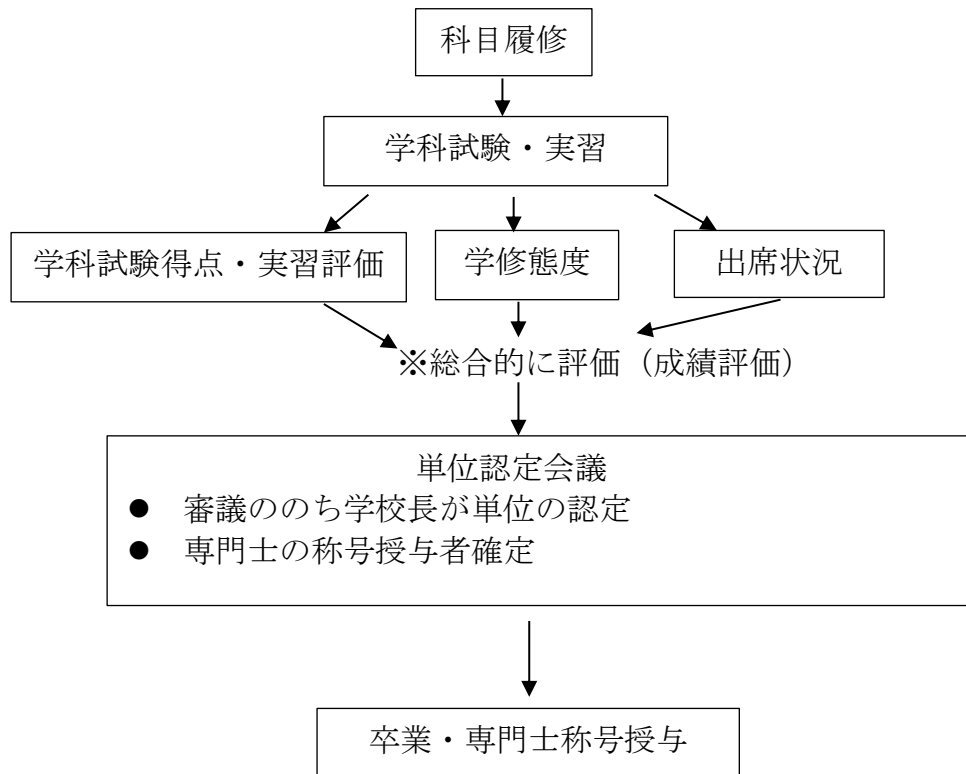 科目履修
学科試験・実習
学科試験得点・実習評価
学修態度
出席状況
※総合的に評価（成績評価）
単位認定会議
● 審議ののち学校長が単位の認定
● 専門士の称号授与者確定
卒業・専門士称号授与